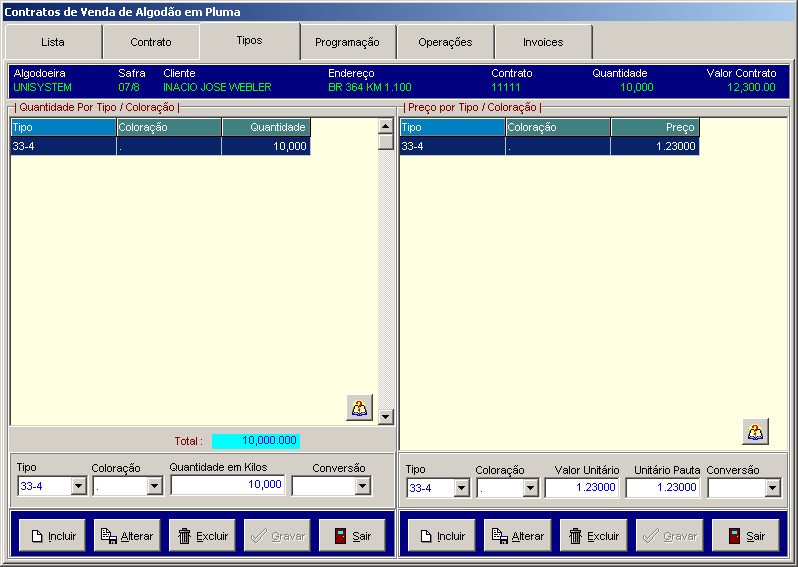 Contratos de Venda de Algodão em Pluma
Lista Contrato Tipos Programação Operações Invoices
Algodoeira Safra Cliente Endereço Contrato Quantidade Valor Contrato
UNISYSTEM 07/8 INACIO JOSE WEBLER BR 364 KM 1.100 11111 10,000 12,300.00
| Quantidade Por Tipo / Coloração |
Tipo Coloração Quantidade
33-4 . 10,000
Total : 10,000.000
Tipo Coloração Quantidade em Kilos Conversão
33-4 . 10,000
Incluir Alterar Excluir Gravar Sair
| Preço por Tipo / Coloração |
Tipo Coloração Preço
33-4 . 1.23000
Tipo Coloração Valor Unitário Unitário Pauta Conversão
33-4 . 1.23000 1.23000
Incluir Alterar Excluir Gravar Sair